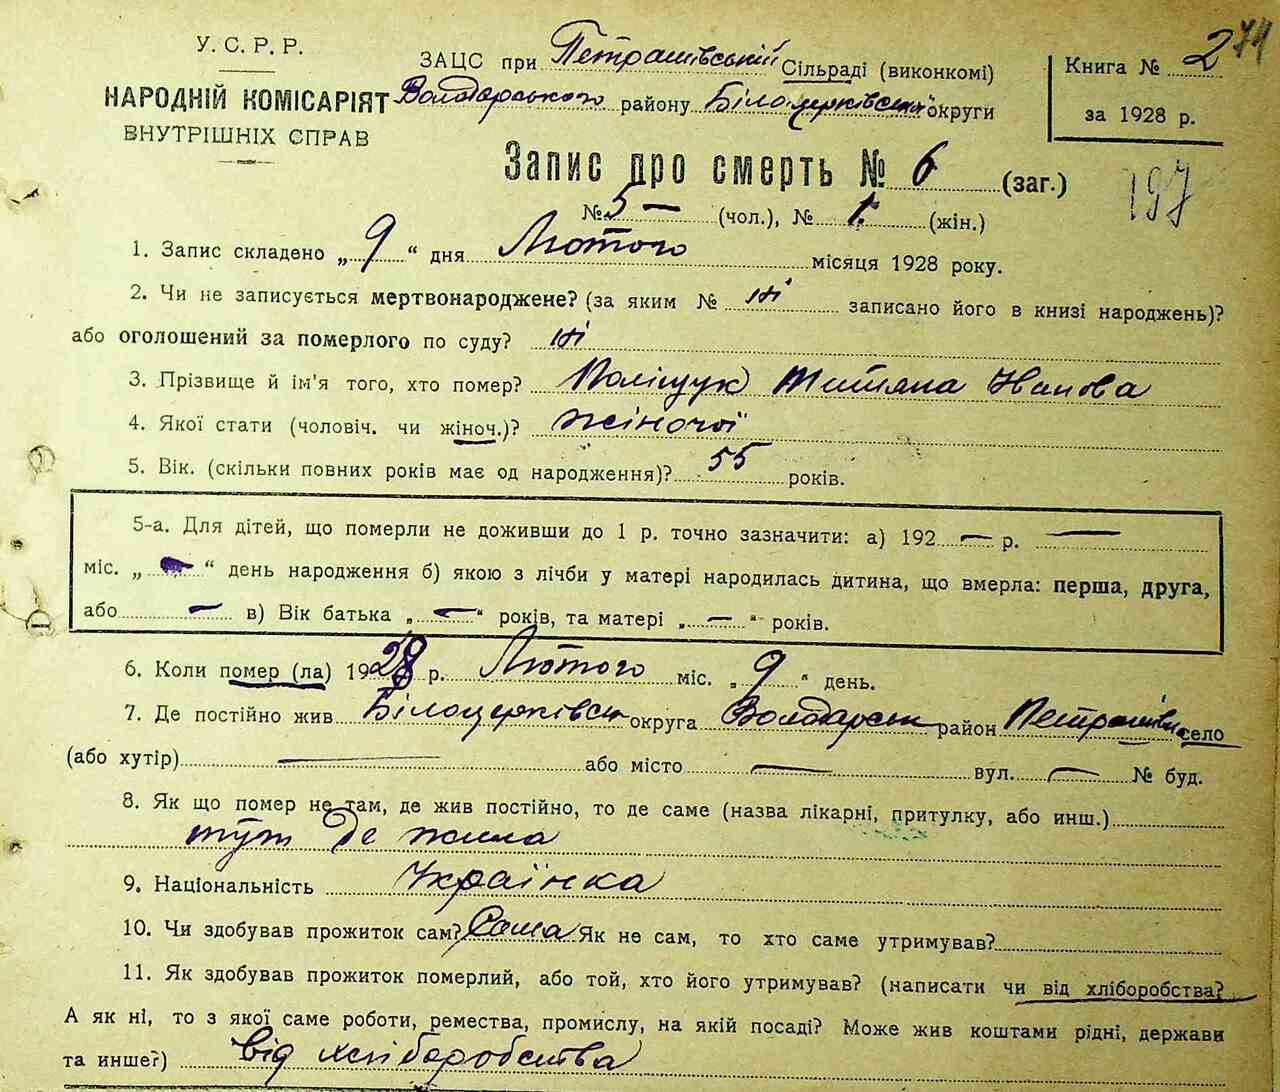 У. С. Р. Р.
НАРОДНІЙ КОМІСАРІЯТ
ВНУТРІШНІХ СПРАВ
ЗАЦС при Петрашівській Сільраді (виконкомі)
Володарського району Білоцерківської округи
Книга № 2
за 1928 р.
274
197
Запис про смерть № 6 (заг.)
№ 5 — (чол.), № 1. (жін.)
1. Запис складено „ 9 “ дня Лютого місяця 1928 року.
2. Чи не записується мертвонароджене? (за яким № ні записано його в книзі народжень)?
або оголошений за померлого по суду? ні
3. Прізвище й ім'я того, хто помер? Поліщук Титяна Иванова
4. Якої стати (чоловіч. чи жіноч.)? жіночої
5. Вік. (скільки повних років має од народження)? 55 років.
5-а. Для дітей, що померли не доживши до 1 р. точно зазначити: а) 192 — р. —
міс. „ “ день народження б) якою з лічби у матері народилась дитина, що вмерла: перша, друга,
або — в) Вік батька „ — “ років, та матері „ — “ років.
6. Коли помер (ла) 1928 р. Лютого міс. „ 9 “ день.
7. Де постійно жив Білоцерківськ округа Володарськ район Петрашівка село
(або хутір) — або місто — вул. — № буд.
8. Як що помер не там, де жив постійно, то де саме (назва лікарні, притулку, або инш.)
тут де жила
9. Національність Українка
10. Чи здобував прожиток сам? Сама Як не сам, то хто саме утримував?
11. Як здобував прожиток померлий, або той, хто його утримував? (написати чи від хліборобства?
А як ні, то з якої саме роботи, ремества, промислу, на якій посаді? Може жив коштами рідні, держави
та инше?) від хліборобства